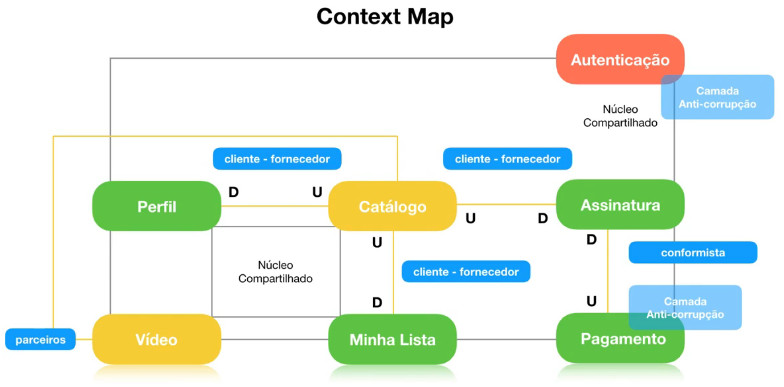 Context Map
Autenticação
Camada
Anti-corrupção
Núcleo
Compartilhado
cliente - fornecedor
cliente - fornecedor
D
U
Perfil
Catálogo
Assinatura
U
D
U
D
conformista
Núcleo
Compartilhado
cliente - fornecedor
D
U
Camada
Anti-corrupção
parceiros
Vídeo
Minha Lista
Pagamento